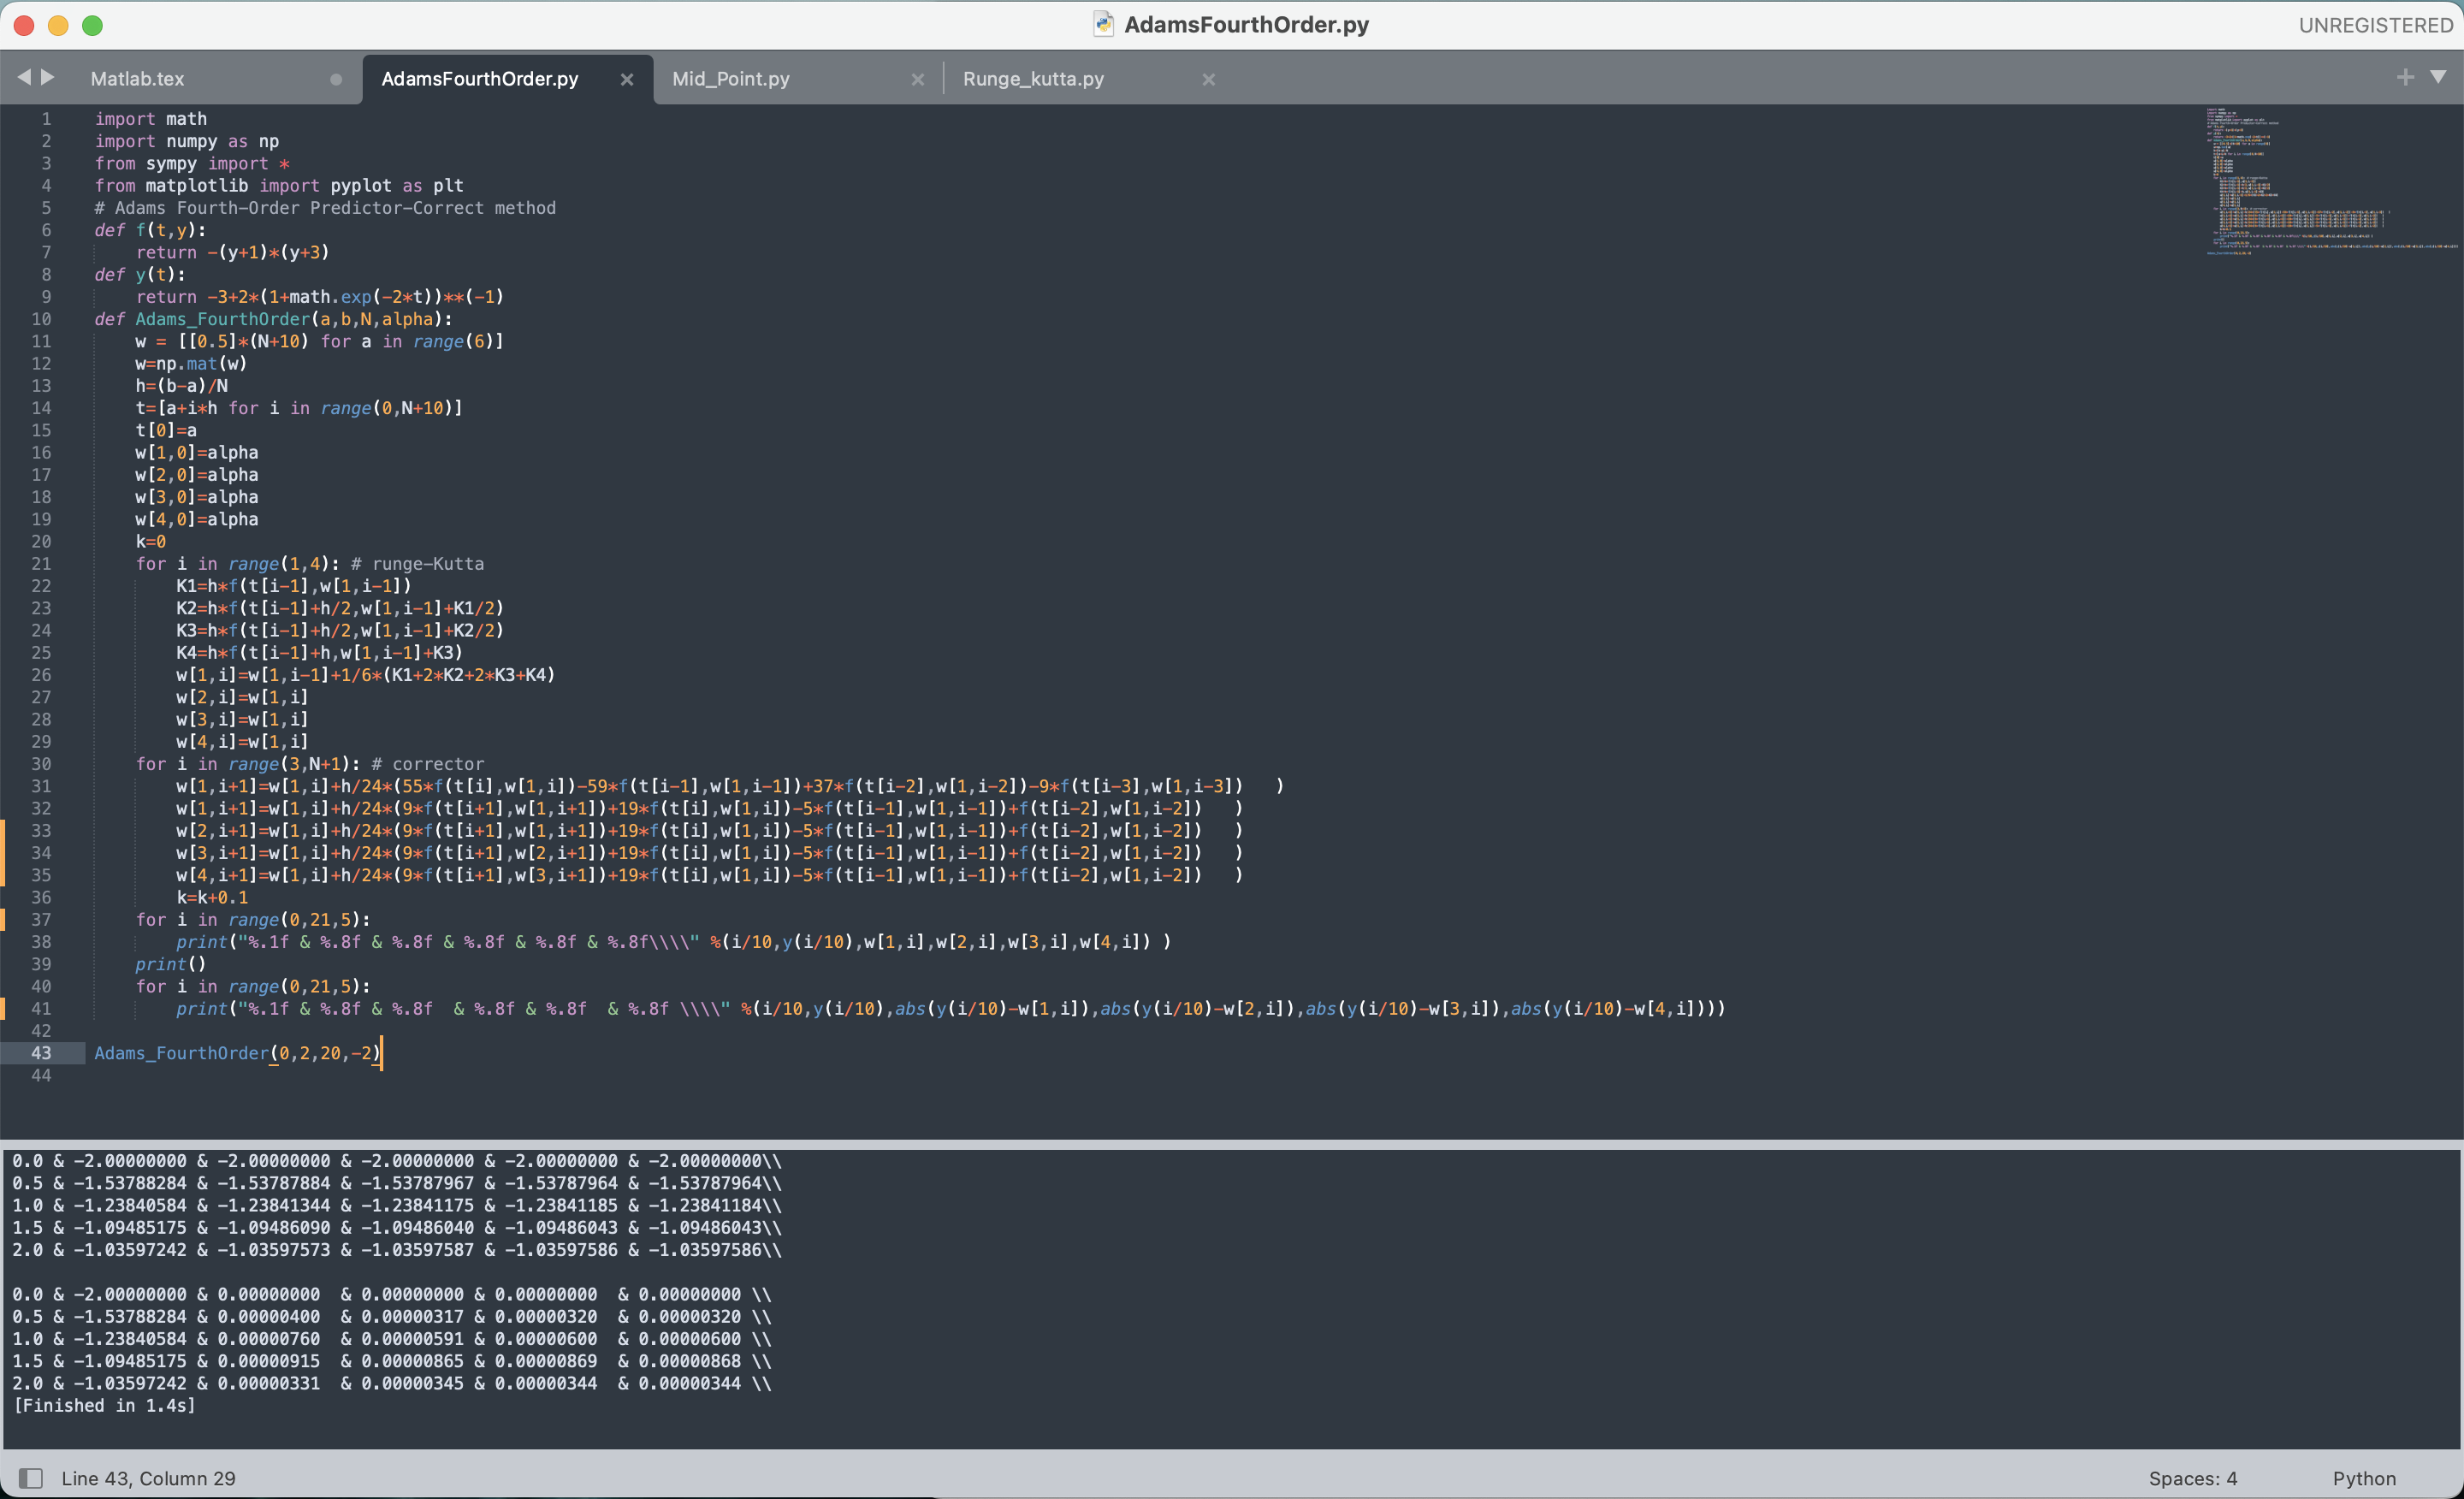 AdamsFourthOrder.py
UNREGISTERED
Matlab.tex
AdamsFourthOrder.py
Mid_Point.py
Runge_kutta.py
1 import math
2 import numpy as np
3 from sympy import *
4 from matplotlib import pyplot as plt
5 # Adams Fourth-Order Predictor-Correct method
6 def f(t,y):
7     return -(y+1)*(y+3)
8 def y(t):
9     return -3+2*(1+math.exp(-2*t))**(-1)
10 def Adams_FourthOrder(a,b,N,alpha):
11     w = [[0.5]*(N+10) for a in range(6)]
12     w=np.mat(w)
13     h=(b-a)/N
14     t=[a+i*h for i in range(0,N+10)]
15     t[0]=a
16     w[1,0]=alpha
17     w[2,0]=alpha
18     w[3,0]=alpha
19     w[4,0]=alpha
20     k=0
21     for i in range(1,4): # runge-Kutta
22         K1=h*f(t[i-1],w[1,i-1])
23         K2=h*f(t[i-1]+h/2,w[1,i-1]+K1/2)
24         K3=h*f(t[i-1]+h/2,w[1,i-1]+K2/2)
25         K4=h*f(t[i-1]+h,w[1,i-1]+K3)
26         w[1,i]=w[1,i-1]+1/6*(K1+2*K2+2*K3+K4)
27         w[2,i]=w[1,i]
28         w[3,i]=w[1,i]
29         w[4,i]=w[1,i]
30     for i in range(3,N+1): # corrector
31         w[1,i+1]=w[1,i]+h/24*(55*f(t[i],w[1,i])-59*f(t[i-1],w[1,i-1])+37*f(t[i-2],w[1,i-2])-9*f(t[i-3],w[1,i-3])   )
32         w[1,i+1]=w[1,i]+h/24*(9*f(t[i+1],w[1,i+1])+19*f(t[i],w[1,i])-5*f(t[i-1],w[1,i-1])+f(t[i-2],w[1,i-2])   )
33         w[2,i+1]=w[1,i]+h/24*(9*f(t[i+1],w[1,i+1])+19*f(t[i],w[1,i])-5*f(t[i-1],w[1,i-1])+f(t[i-2],w[1,i-2])   )
34         w[3,i+1]=w[1,i]+h/24*(9*f(t[i+1],w[2,i+1])+19*f(t[i],w[1,i])-5*f(t[i-1],w[1,i-1])+f(t[i-2],w[1,i-2])   )
35         w[4,i+1]=w[1,i]+h/24*(9*f(t[i+1],w[3,i+1])+19*f(t[i],w[1,i])-5*f(t[i-1],w[1,i-1])+f(t[i-2],w[1,i-2])   )
36         k=k+0.1
37     for i in range(0,21,5):
38         print("%.1f & %.8f & %.8f & %.8f & %.8f & %.8f\\\\" %(i/10,y(i/10),w[1,i],w[2,i],w[3,i],w[4,i]) )
39     print()
40     for i in range(0,21,5):
41         print("%.1f & %.8f & %.8f  & %.8f & %.8f  & %.8f \\\\" %(i/10,y(i/10),abs(y(i/10)-w[1,i]),abs(y(i/10)-w[2,i]),abs(y(i/10)-w[3,i]),abs(y(i/10)-w[4,i])))
42
43 Adams_FourthOrder(0,2,20,-2)
44
0.0 & -2.00000000 & -2.00000000 & -2.00000000 & -2.00000000 & -2.00000000\\
0.5 & -1.53788284 & -1.53787884 & -1.53787967 & -1.53787964 & -1.53787964\\
1.0 & -1.23840584 & -1.23841344 & -1.23841175 & -1.23841185 & -1.23841184\\
1.5 & -1.09485175 & -1.09486090 & -1.09486040 & -1.09486043 & -1.09486043\\
2.0 & -1.03597242 & -1.03597573 & -1.03597587 & -1.03597586 & -1.03597586\\
0.0 & -2.00000000 & 0.00000000  & 0.00000000 & 0.00000000  & 0.00000000 \\
0.5 & -1.53788284 & 0.00000400  & 0.00000317 & 0.00000320  & 0.00000320 \\
1.0 & -1.23840584 & 0.00000760  & 0.00000591 & 0.00000600  & 0.00000600 \\
1.5 & -1.09485175 & 0.00000915  & 0.00000865 & 0.00000869  & 0.00000868 \\
2.0 & -1.03597242 & 0.00000331  & 0.00000345 & 0.00000344  & 0.00000344 \\
[Finished in 1.4s]
Line 43, Column 29
Spaces: 4
Python